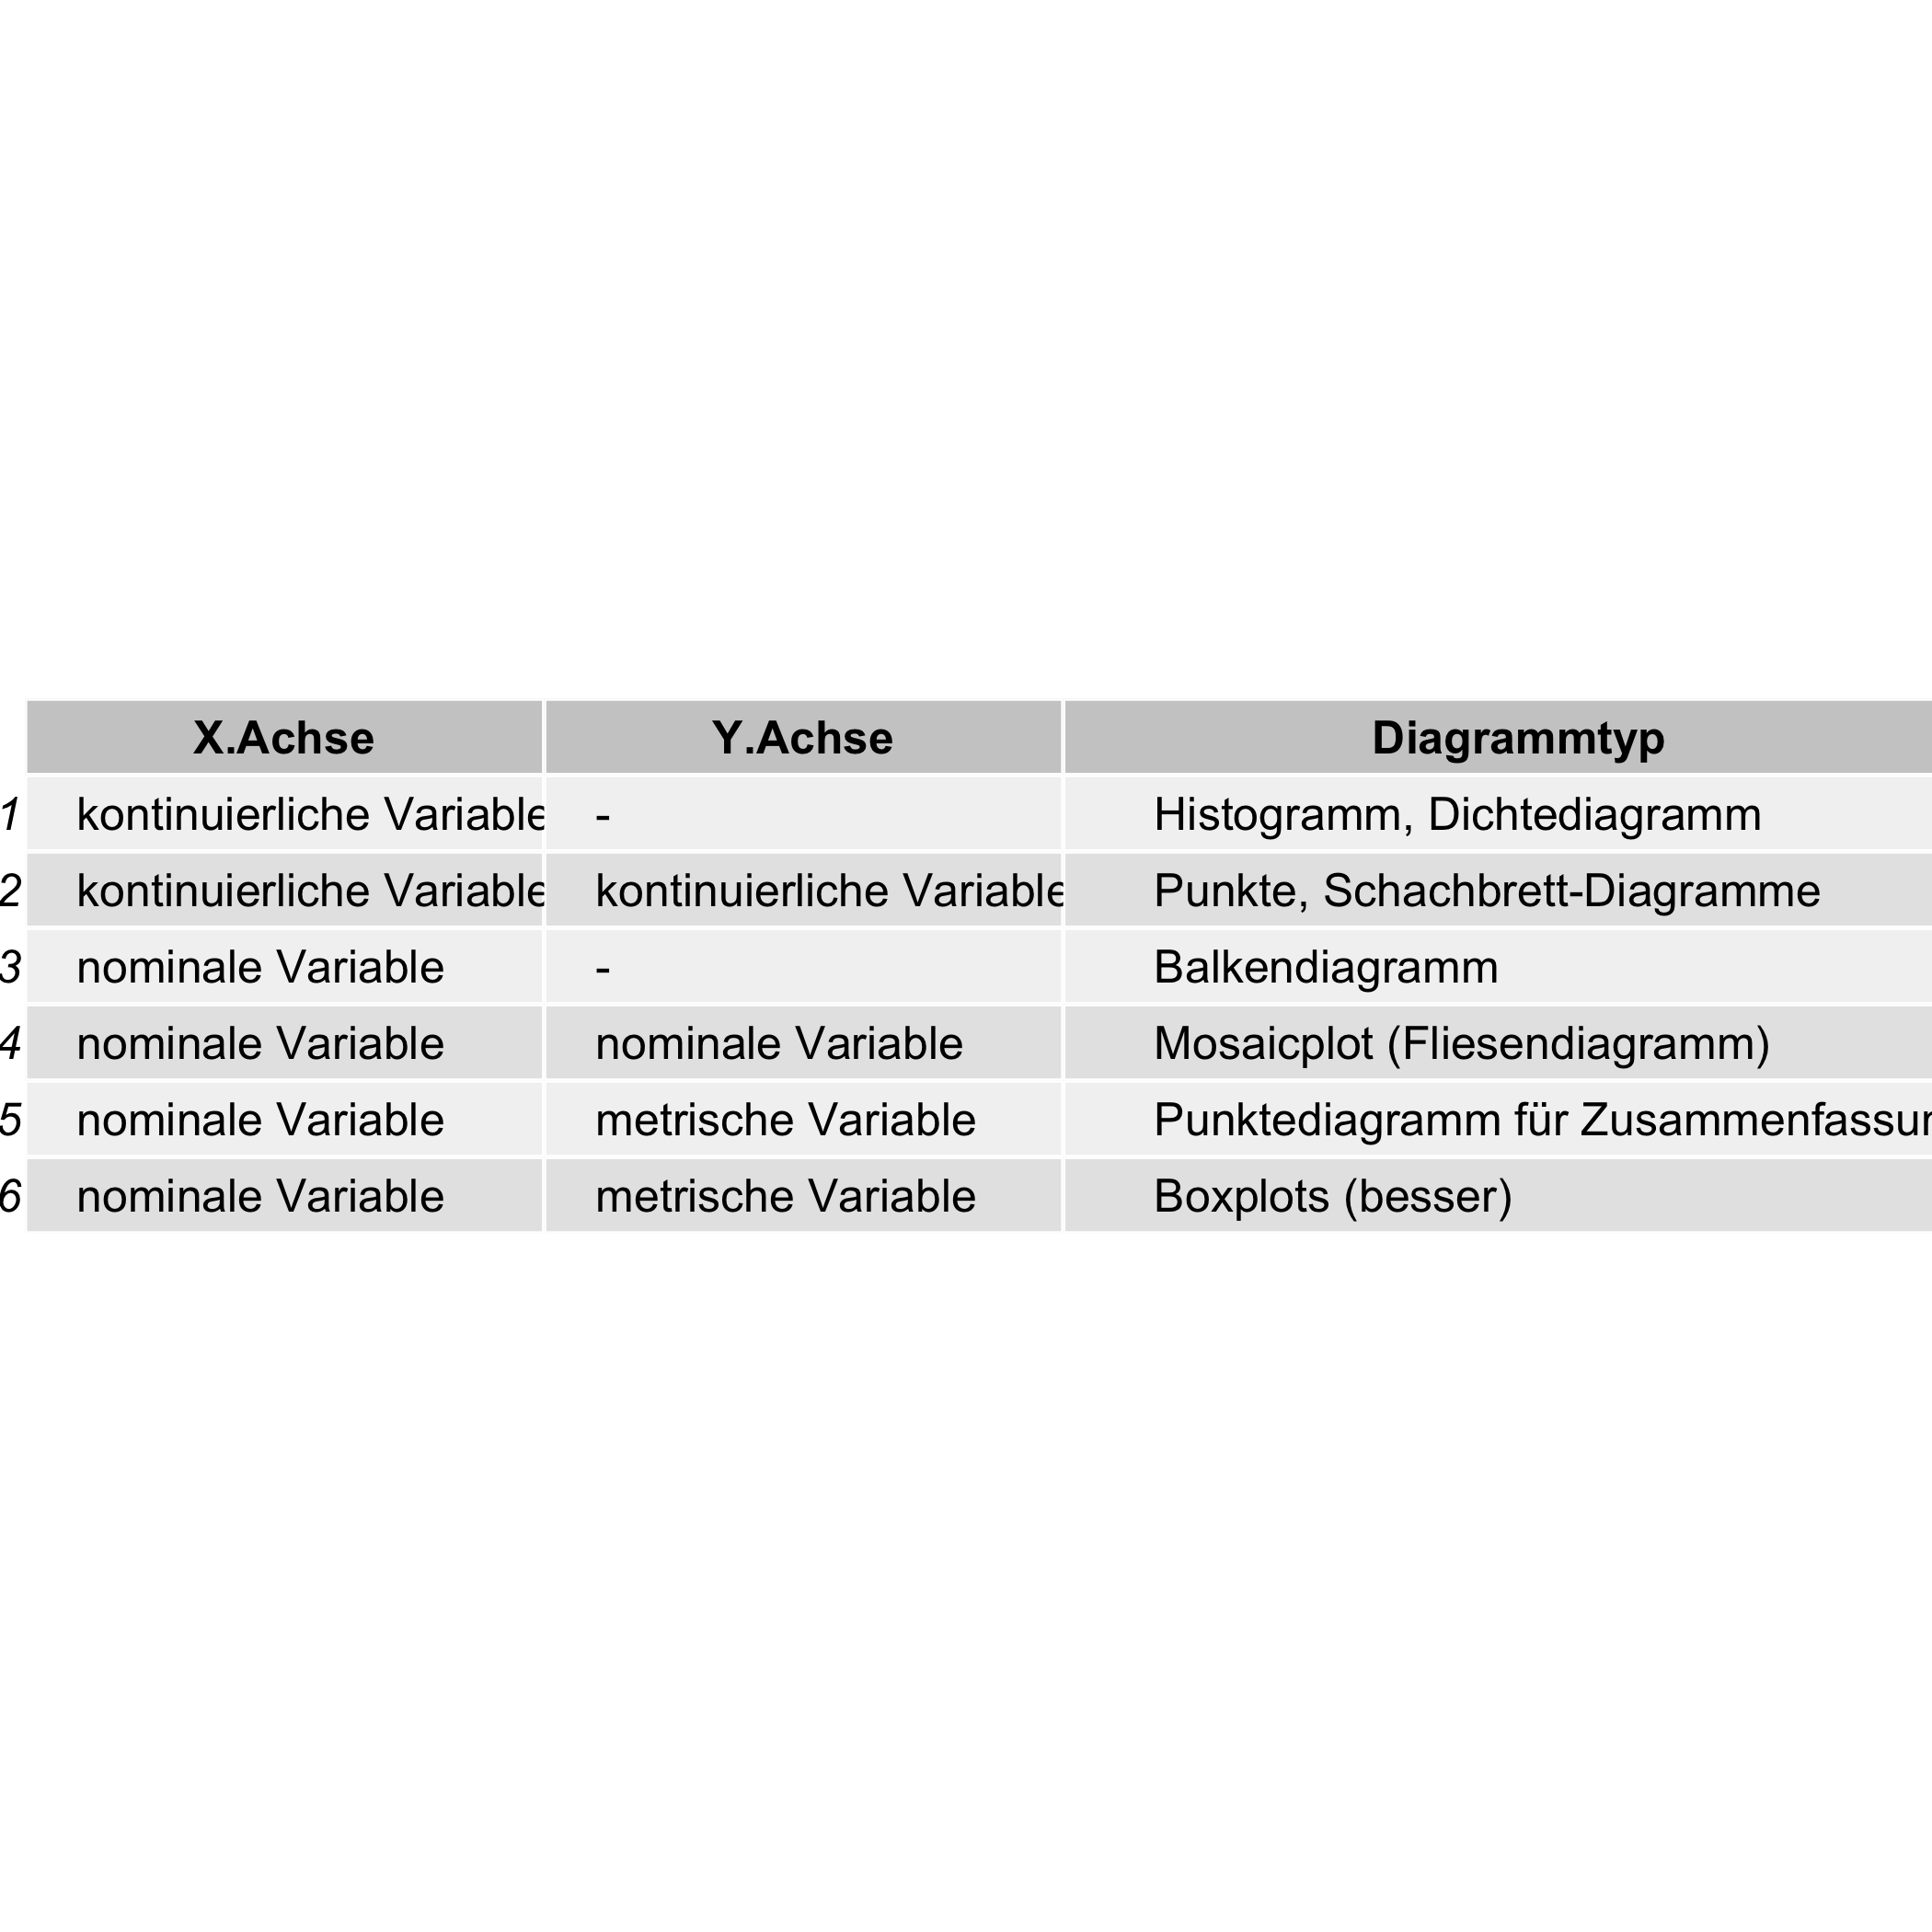 X.Achse Y.Achse Diagrammtyp
1 kontinuierliche Variable - Histogramm, Dichtediagramm
2 kontinuierliche Variable kontinuierliche Variable Punkte, Schachbrett-Diagramme
3 nominale Variable - Balkendiagramm
4 nominale Variable nominale Variable Mosaicplot (Fliesendiagramm)
5 nominale Variable metrische Variable Punktediagramm für
6 nominale Variable metrische Variable Boxplots (besser)